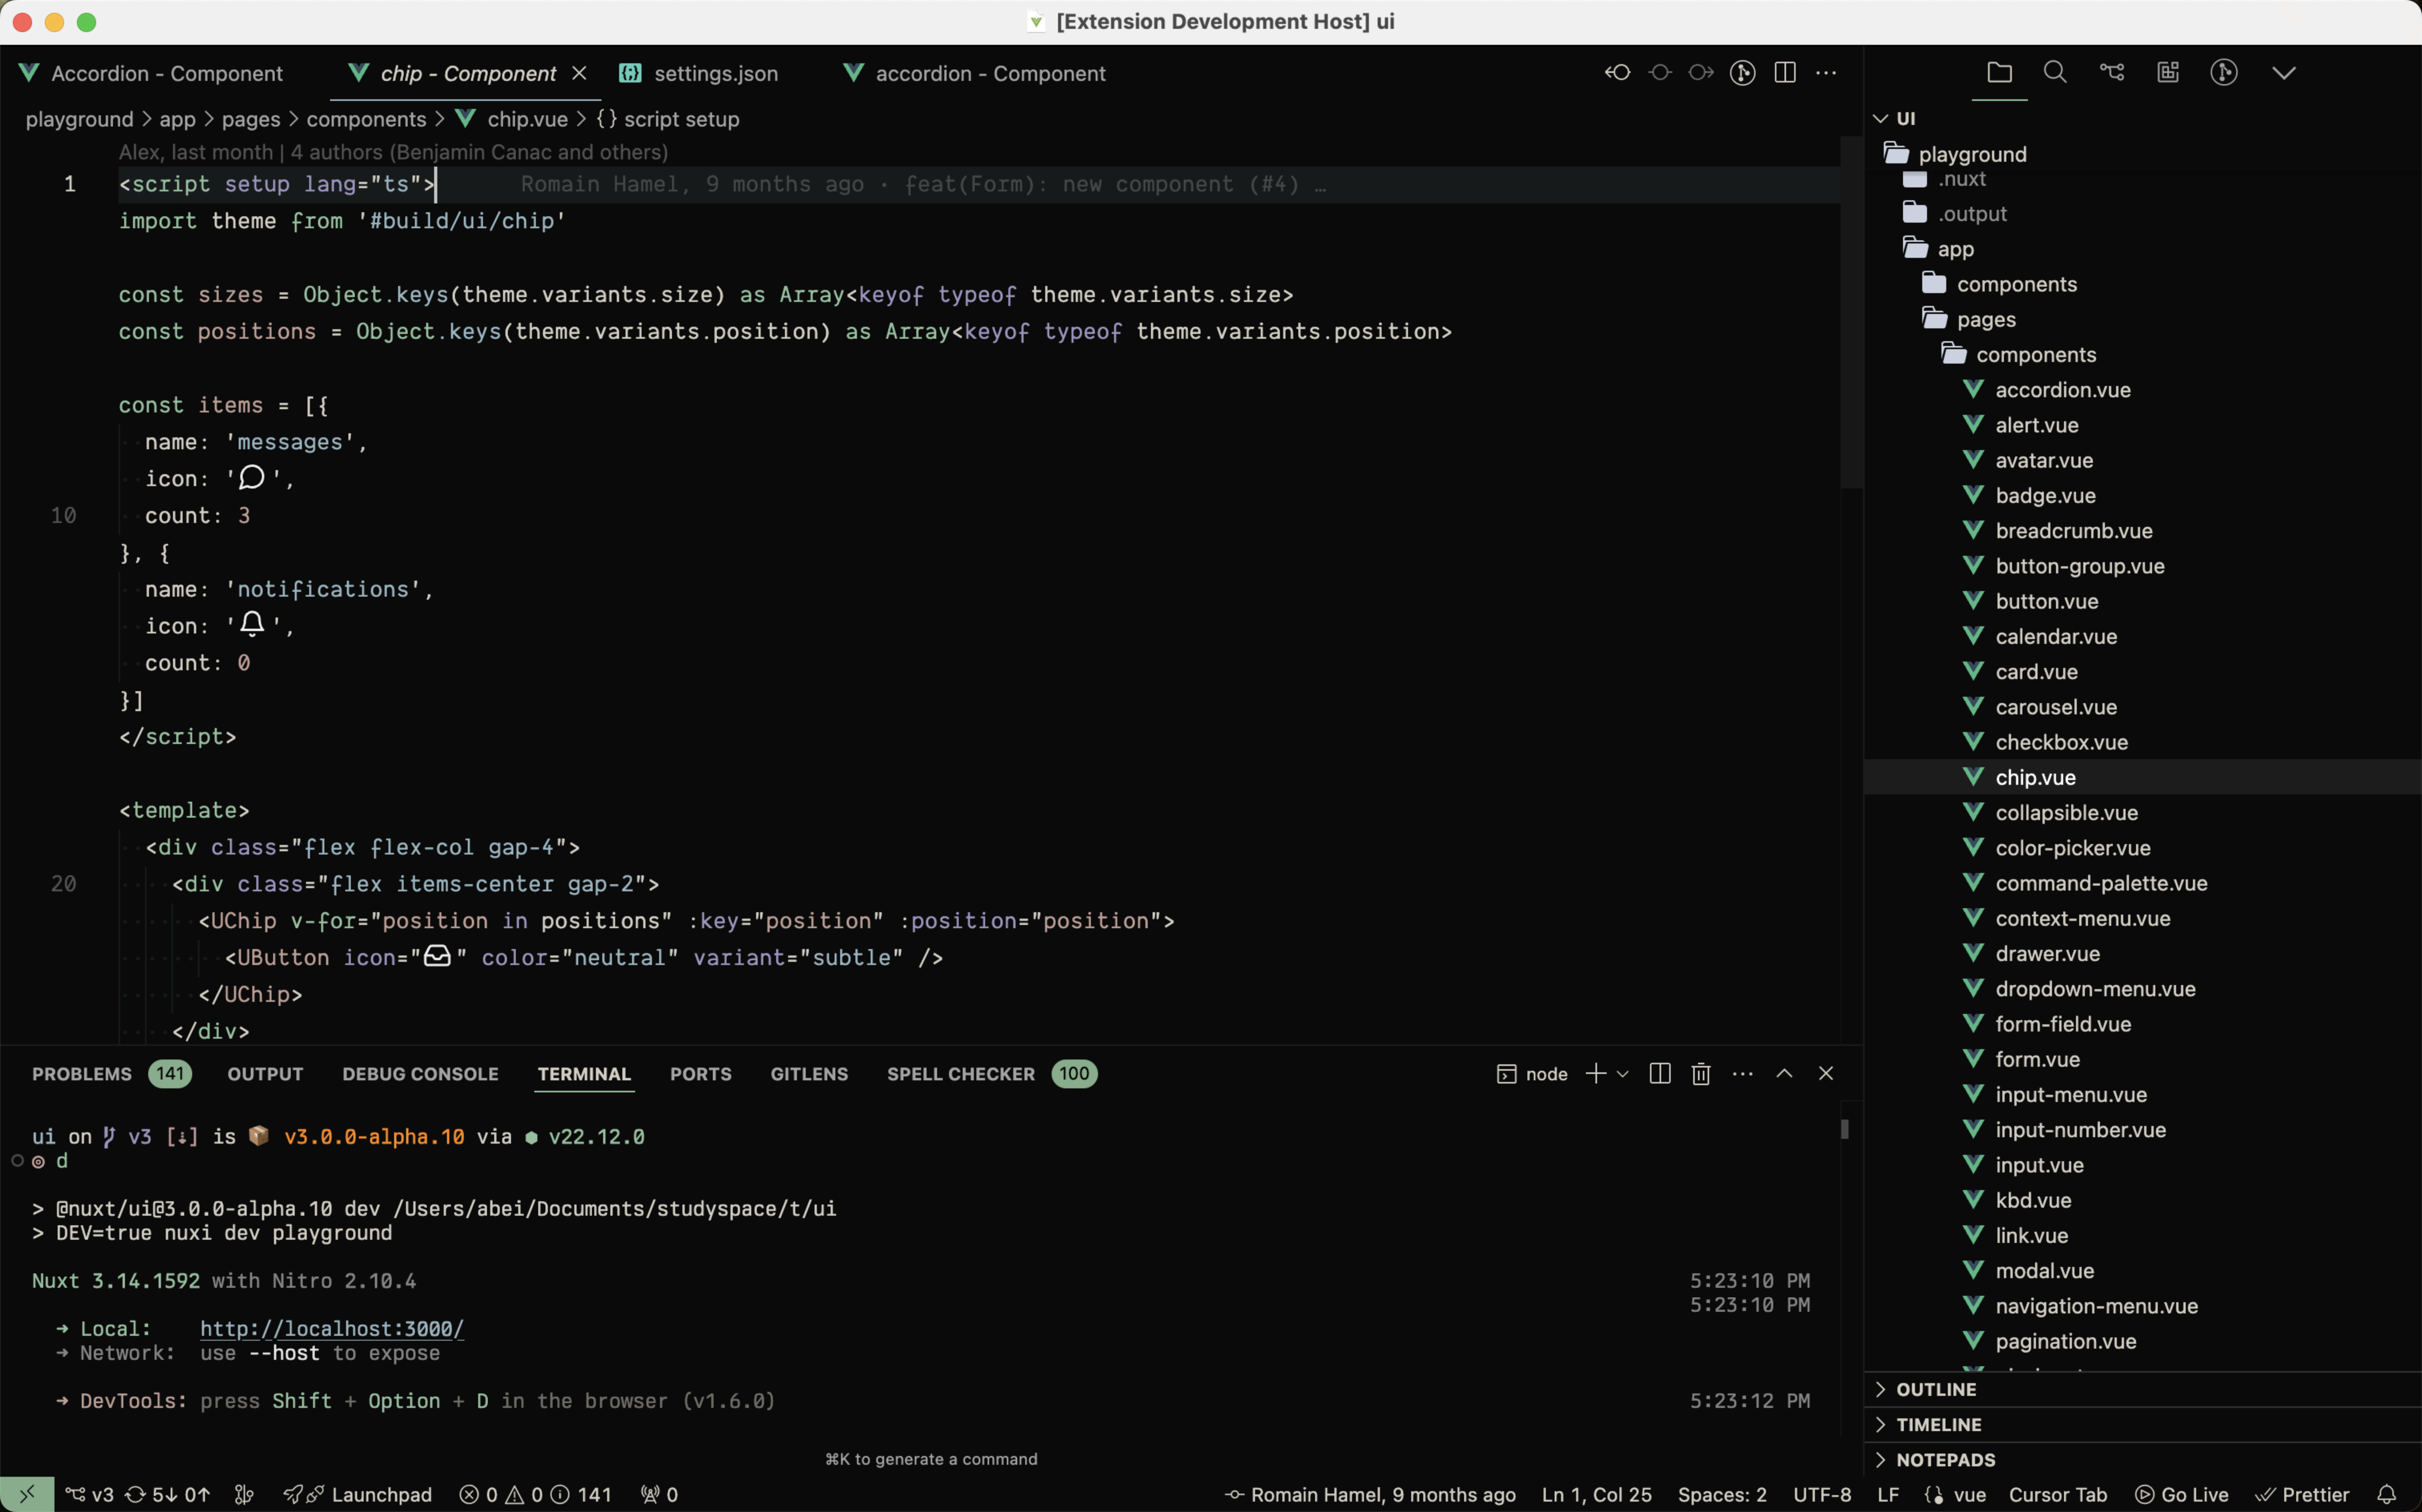 [Extension Development Host] ui
Accordion - Component
chip - Component
settings.json
accordion - Component
playground > app > pages > components > chip.vue > {} script setup
Alex, last month | 4 authors (Benjamin Canac and others)
1 <script setup lang="ts"> Romain Hamel, 9 months ago · feat(Form): new component (#4) …
import theme from '#build/ui/chip'
const sizes = Object.keys(theme.variants.size) as Array<keyof typeof theme.variants.size>
const positions = Object.keys(theme.variants.position) as Array<keyof typeof theme.variants.position>
const items = [{
name: 'messages',
icon: '',
10 count: 3
}, {
name: 'notifications',
icon: '',
count: 0
}]
</script>
<template>
<div class="flex flex-col gap-4">
20 <div class="flex items-center gap-2">
<UChip v-for="position in positions" :key="position" :position="position">
<UButton icon="" color="neutral" variant="subtle" />
</UChip>
</div>
PROBLEMS 141 OUTPUT DEBUG CONSOLE TERMINAL PORTS GITLENS SPELL CHECKER 100
node
ui on v3 [↓] is 📦 v3.0.0-alpha.10 via ⬢ v22.12.0
d
> @nuxt/ui@3.0.0-alpha.10 dev /Users/abei/Documents/studyspace/t/ui
> DEV=true nuxi dev playground
Nuxt 3.14.1592 with Nitro 2.10.4 5:23:10 PM
5:23:10 PM
➜ Local: http://localhost:3000/
➜ Network: use --host to expose
➜ DevTools: press Shift + Option + D in the browser (v1.6.0) 5:23:12 PM
⌘K to generate a command
UI
playground
.nuxt
.output
app
components
pages
components
accordion.vue
alert.vue
avatar.vue
badge.vue
breadcrumb.vue
button-group.vue
button.vue
calendar.vue
card.vue
carousel.vue
checkbox.vue
chip.vue
collapsible.vue
color-picker.vue
command-palette.vue
context-menu.vue
drawer.vue
dropdown-menu.vue
form-field.vue
form.vue
input-menu.vue
input-number.vue
input.vue
kbd.vue
link.vue
modal.vue
navigation-menu.vue
pagination.vue
OUTLINE
TIMELINE
NOTEPADS
v3 5↓ 0↑ Launchpad 0 0 141 0 Romain Hamel, 9 months ago Ln 1, Col 25 Spaces: 2 UTF-8 LF vue Cursor Tab Go Live Prettier